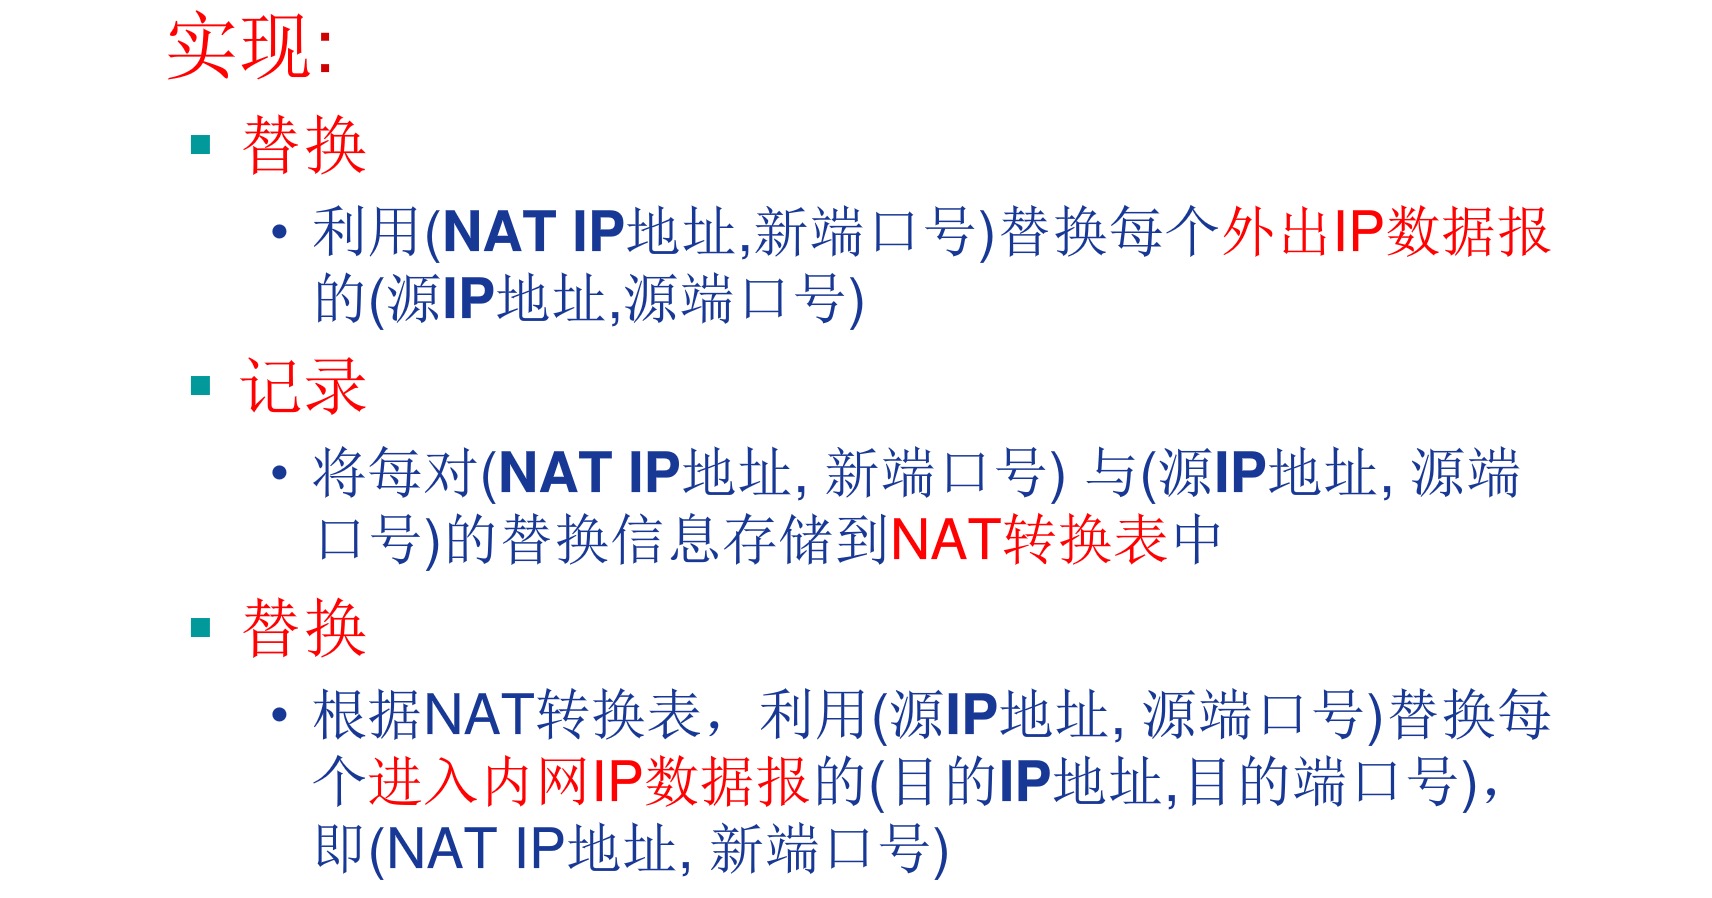 实现:
替换
• 利用(NAT IP地址,新端口号)替换每个外出IP数据报
的(源IP地址,源端口号)
记录
• 将每对(NAT IP地址, 新端口号) 与(源IP地址, 源端
口号)的替换信息存储到NAT转换表中
替换
• 根据NAT转换表，利用(源IP地址, 源端口号)替换每
个进入内网IP数据报的(目的IP地址,目的端口号)，
即(NAT IP地址, 新端口号)